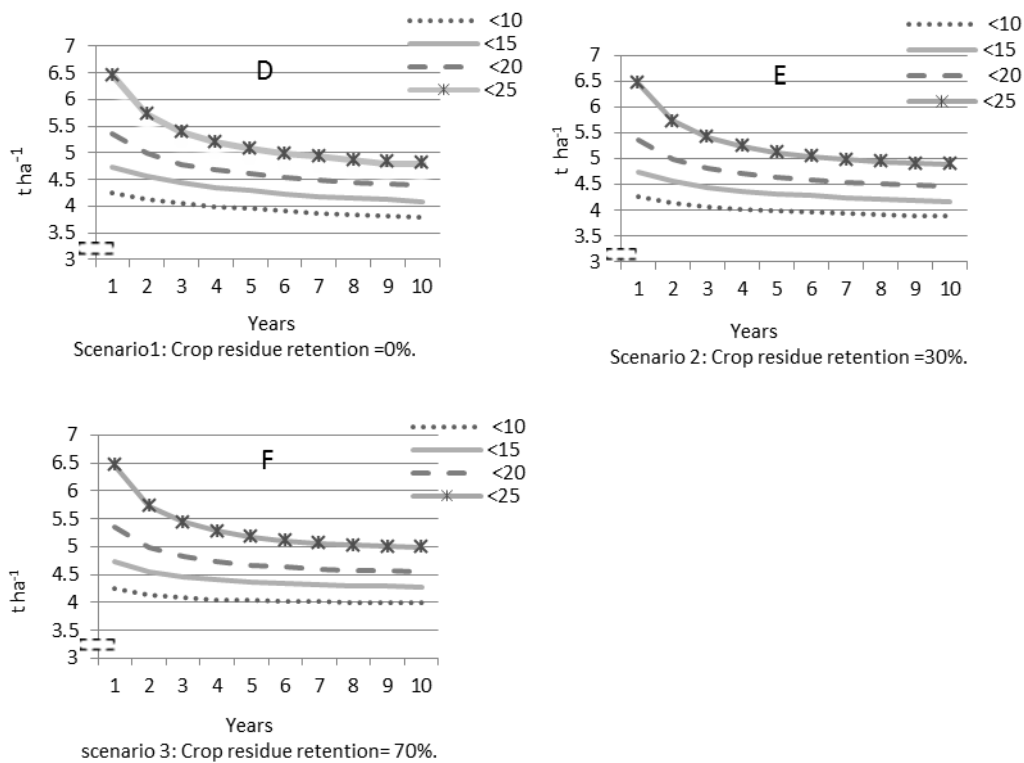 D
<10
<15
<20
<25
7
6.5
6
5.5
5
4.5
4
3.5
3
t ha-1
1 2 3 4 5 6 7 8 9 10
Years
Scenario1: Crop residue retention =0%.
E
<10
<15
<20
<25
7
6.5
6
5.5
5
4.5
4
3.5
3
t ha-1
1 2 3 4 5 6 7 8 9 10
Years
Scenario 2: Crop residue retention =30%.
F
<10
<15
<20
<25
7
6.5
6
5.5
5
4.5
4
3.5
3
t ha-1
1 2 3 4 5 6 7 8 9 10
Years
scenario 3: Crop residue retention= 70%.